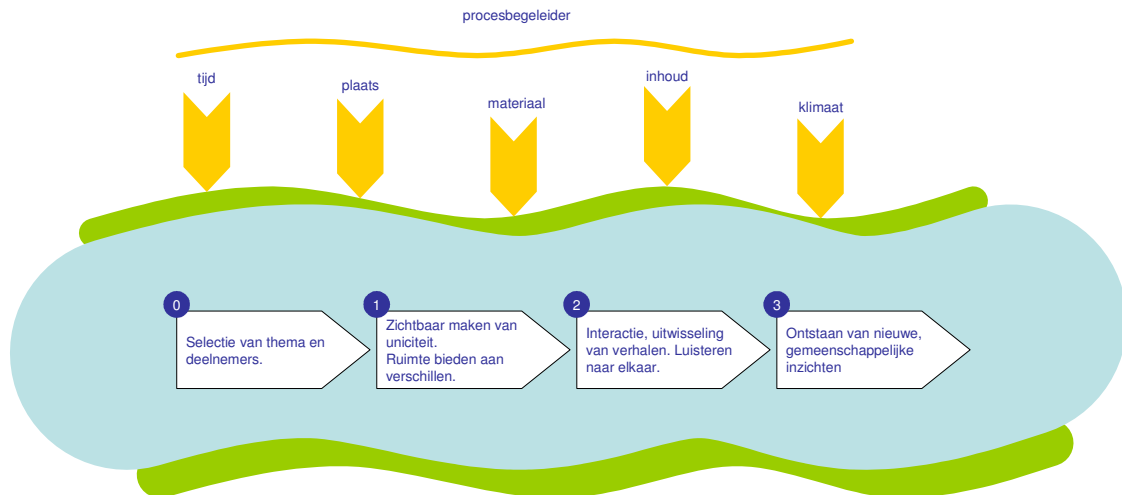 procesbegeleider
tijd
plaats
materiaal
inhoud
klimaat
0
Selectie van thema en
deelnemers.
1
Zichtbaar maken van
uniciteit.
Ruimte bieden aan
verschillen.
2
Interactie, uitwisseling
van verhalen. Luisteren
naar elkaar.
3
Ontstaan van nieuwe,
gemeenschappelijke
inzichten